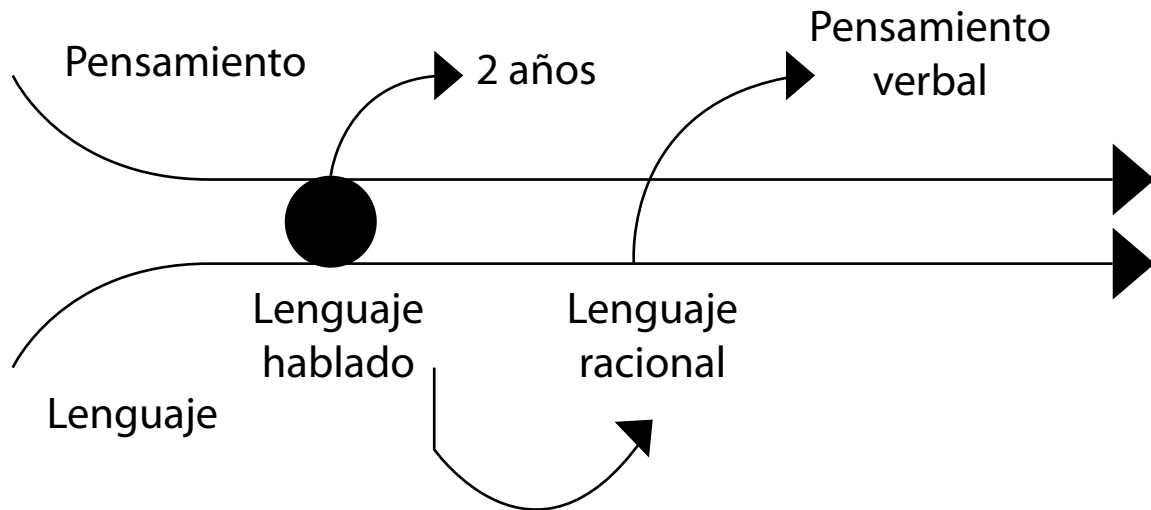 Pensamiento
2 años
Pensamiento
verbal
Lenguaje
hablado
Lenguaje
racional
Lenguaje